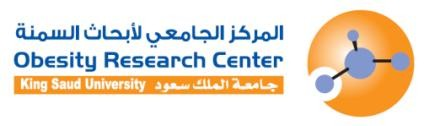 المركز الجامعي لأبحاث السمنة
Obesity Research Center
King Saud University جامعة الملك سعود